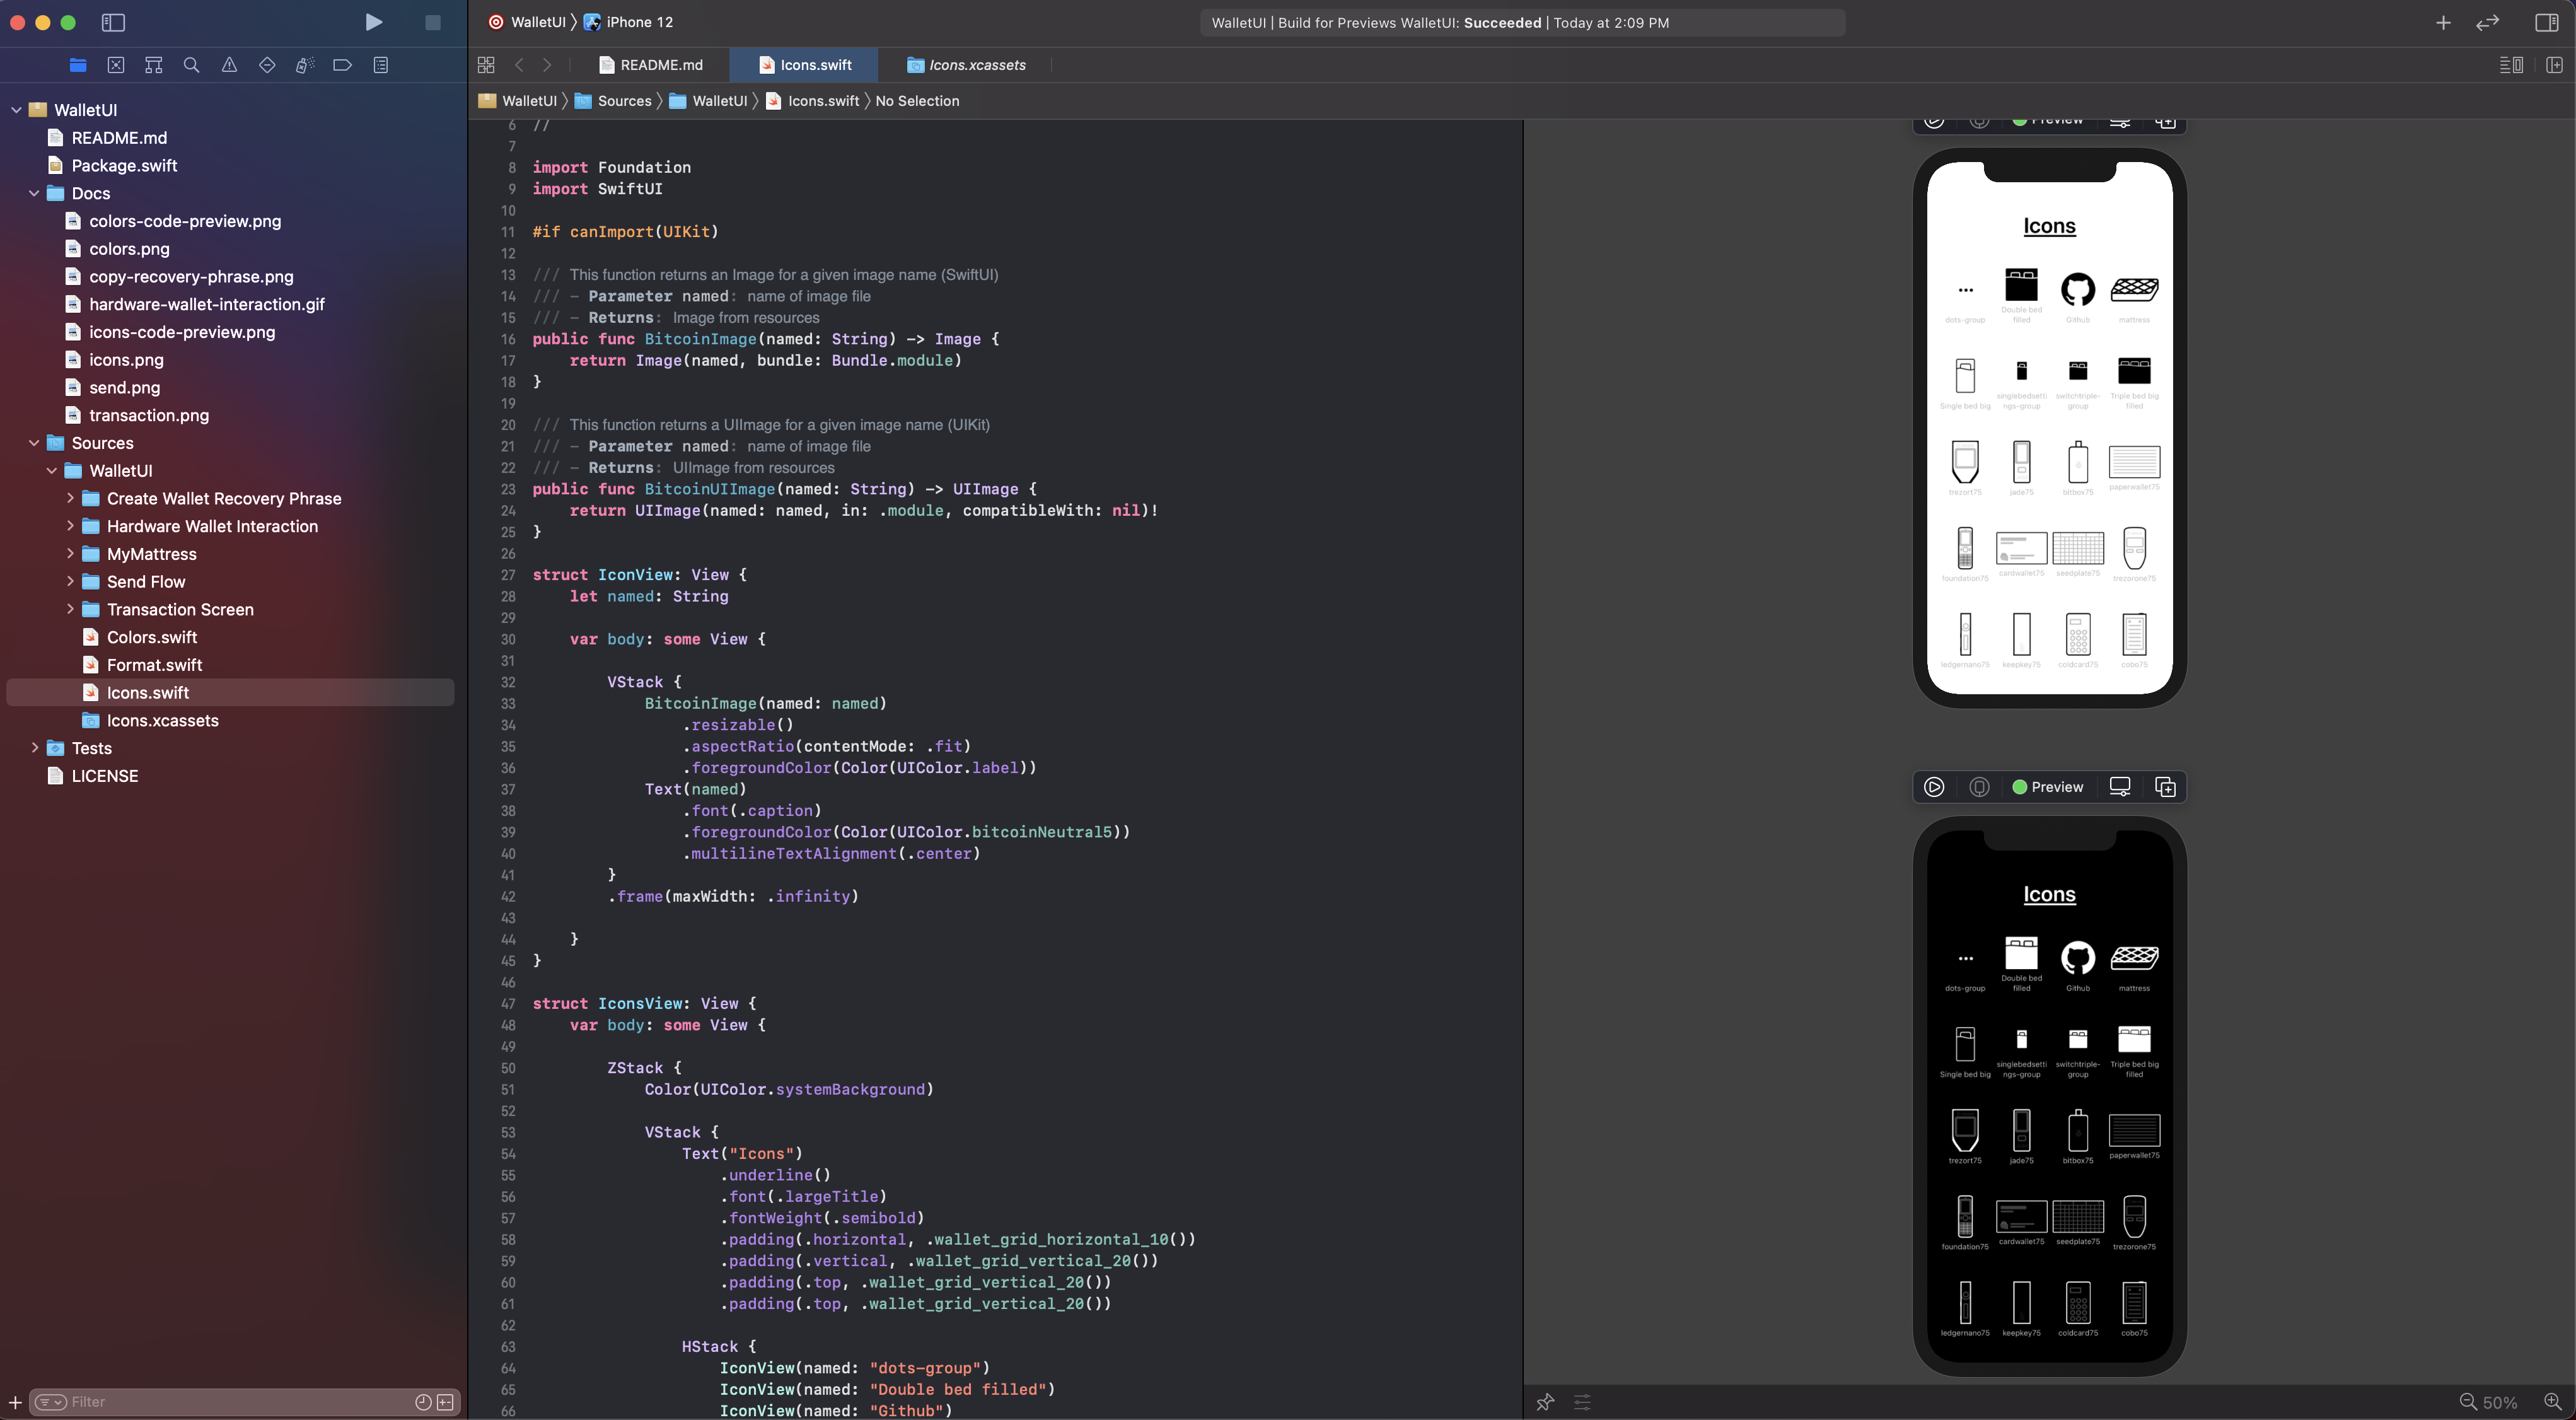 WalletUI 〉 iPhone 12
WalletUI | Build for Previews WalletUI: Succeeded | Today at 2:09 PM
README.md
Icons.swift
Icons.xcassets
WalletUI 〉 Sources 〉 WalletUI 〉 Icons.swift 〉 No Selection
WalletUI
README.md
Package.swift
Docs
colors-code-preview.png
colors.png
copy-recovery-phrase.png
hardware-wallet-interaction.gif
icons-code-preview.png
icons.png
send.png
transaction.png
Sources
WalletUI
Create Wallet Recovery Phrase
Hardware Wallet Interaction
MyMattress
Send Flow
Transaction Screen
Colors.swift
Format.swift
Icons.swift
Icons.xcassets
Tests
LICENSE
Filter
6 //
7
8 import Foundation
9 import SwiftUI
10
11 #if canImport(UIKit)
12
13 /// This function returns an Image for a given image name (SwiftUI)
14 /// - Parameter named: name of image file
15 /// - Returns: Image from resources
16 public func BitcoinImage(named: String) -> Image {
17     return Image(named, bundle: Bundle.module)
18 }
19
20 /// This function returns a UIImage for a given image name (UIKit)
21 /// - Parameter named: name of image file
22 /// - Returns: UIImage from resources
23 public func BitcoinUIImage(named: String) -> UIImage {
24     return UIImage(named: named, in: .module, compatibleWith: nil)!
25 }
26
27 struct IconView: View {
28     let named: String
29
30     var body: some View {
31
32         VStack {
33             BitcoinImage(named: named)
34                 .resizable()
35                 .aspectRatio(contentMode: .fit)
36                 .foregroundColor(Color(UIColor.label))
37             Text(named)
38                 .font(.caption)
39                 .foregroundColor(Color(UIColor.bitcoinNeutral5))
40                 .multilineTextAlignment(.center)
41         }
42         .frame(maxWidth: .infinity)
43
44     }
45 }
46
47 struct IconsView: View {
48     var body: some View {
49
50         ZStack {
51             Color(UIColor.systemBackground)
52
53             VStack {
54                 Text("Icons")
55                     .underline()
56                     .font(.largeTitle)
57                     .fontWeight(.semibold)
58                     .padding(.horizontal, .wallet_grid_horizontal_10())
59                     .padding(.vertical, .wallet_grid_vertical_20())
60                     .padding(.top, .wallet_grid_vertical_20())
61                     .padding(.top, .wallet_grid_vertical_20())
62
63                 HStack {
64                     IconView(named: "dots-group")
65                     IconView(named: "Double bed filled")
66                     IconView(named: "Github")
Preview
Icons
dots-group
Double bed
filled
Github
mattress
Single bed big
singlebedsetti
ngs-group
switchtriple-
group
Triple bed big
filled
trezort75
jade75
bitbox75
paperwallet75
foundation75
cardwallet75
seedplate75
trezorone75
ledgernano75
keepkey75
coldcard75
cobo75
Preview
Icons
dots-group
Double bed
filled
Github
mattress
Single bed big
singlebedsetti
ngs-group
switchtriple-
group
Triple bed big
filled
trezort75
jade75
bitbox75
paperwallet75
foundation75
cardwallet75
seedplate75
trezorone75
ledgernano75
keepkey75
coldcard75
cobo75
50%